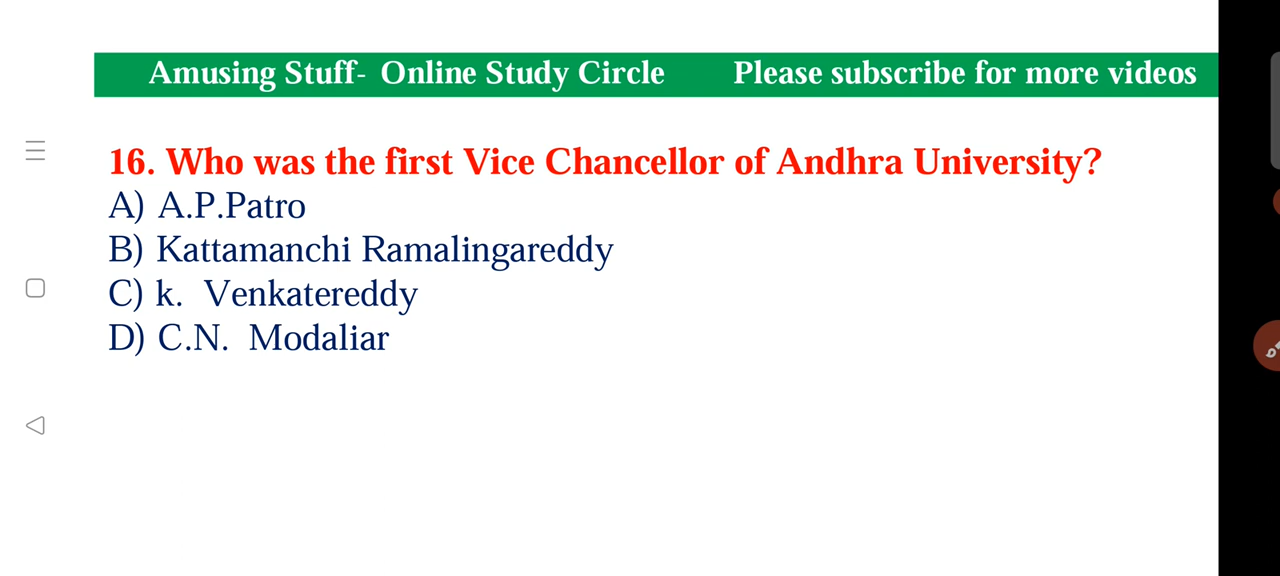 Amusing Stuff- Online Study Circle Please subscribe for more videos
16. Who was the first Vice Chancellor of Andhra University?
A) A.P.Patro
B) Kattamanchi Ramalingareddy
C) k. Venkatereddy
D) C.N. Modaliar